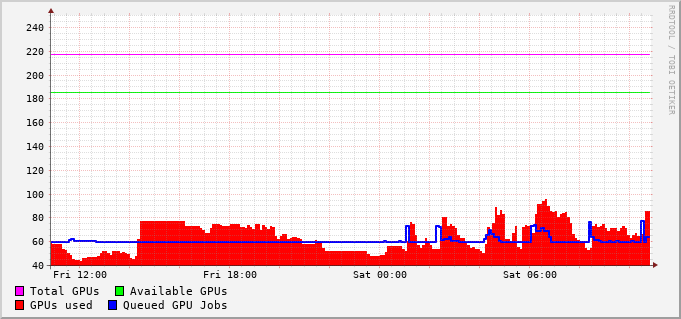 RRDTOOL / TOBI OETIKER
240
220
200
180
160
140
120
100
80
60
40
Fri 12:00 Fri 18:00 Sat 00:00 Sat 06:00
Total GPUs Available GPUs
GPUs used Queued GPU Jobs